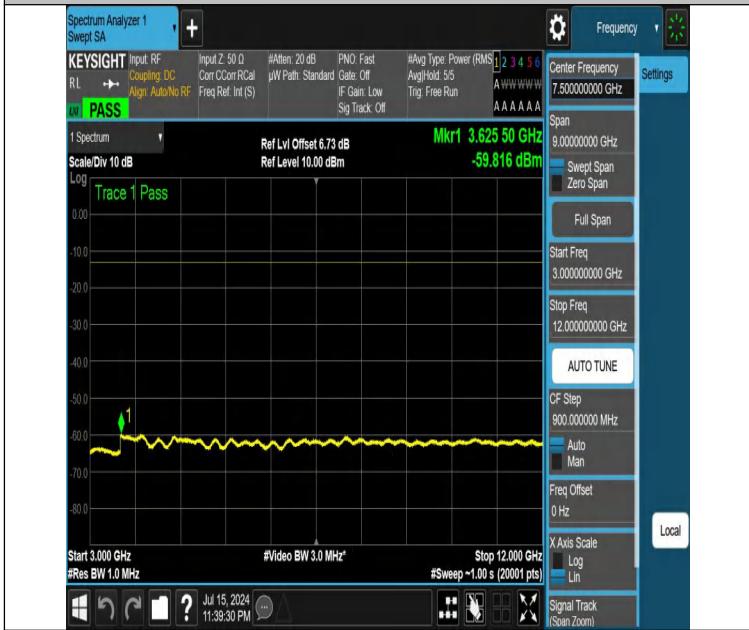 Spectrum Analyzer 1
Swept SA
Frequency
KEYSIGHT
RL
LXI
PASS
Input: RF
Coupling: DC
Align: Auto/No RF
Input Z: 50 Ω
Corr CCorr RCal
Freq Ref: Int (S)
#Atten: 20 dB
µW Path: Standard
PNO: Fast
Gate: Off
IF Gain: Low
Sig Track: Off
#Avg Type: Power (RMS
Avg|Hold: 5/5
Trig: Free Run
1 2 3 4 5 6
A W W W W W
A A A A A A
Center Frequency
7.500000000 GHz
Settings
Span
9.00000000 GHz
Swept Span
Zero Span
Full Span
Start Freq
3.000000000 GHz
Stop Freq
12.000000000 GHz
AUTO TUNE
CF Step
900.000000 MHz
Auto
Man
Freq Offset
0 Hz
X Axis Scale
Log
Lin
Signal Track
(Span Zoom)
Local
1 Spectrum
Scale/Div 10 dB
Ref Lvl Offset 6.73 dB
Ref Level 10.00 dBm
Mkr1 3.625 50 GHz
-59.816 dBm
Log
Trace 1 Pass
0.00
-10.0
-20.0
-30.0
-40.0
-50.0
-60.0
-70.0
-80.0
1
Start 3.000 GHz
#Res BW 1.0 MHz
#Video BW 3.0 MHz*
Stop 12.000 GHz
#Sweep ~1.00 s (20001 pts)
?
Jul 15, 2024
11:39:30 PM